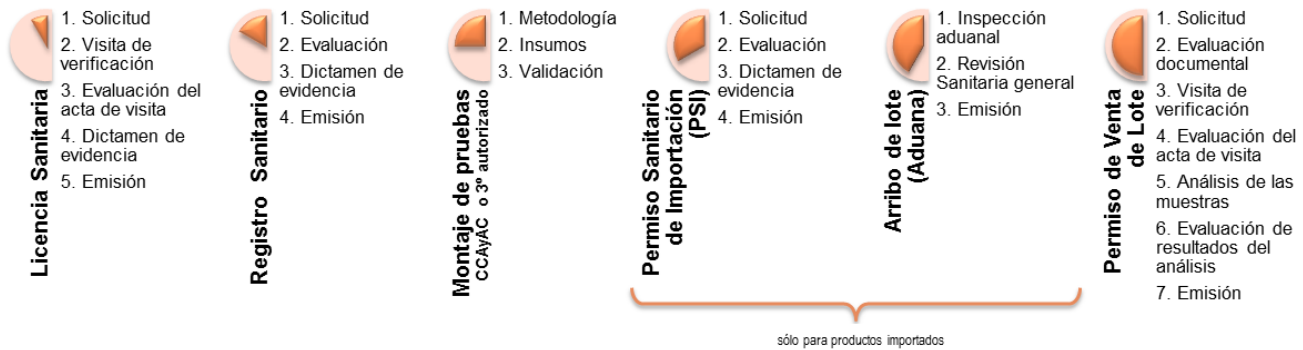 Licencia Sanitaria
1. Solicitud
2. Visita de
verificación
3. Evaluación del
acta de visita
4. Dictamen de
evidencia
5. Emisión
Registro Sanitario
1. Solicitud
2. Evaluación
3. Dictamen de
evidencia
4. Emisión
Montaje de pruebas
CCAyAC o 3º autorizado
1. Metodología
2. Insumos
3. Validación
Permiso Sanitario
de Importación
(PSI)
1. Solicitud
2. Evaluación
3. Dictamen de
evidencia
4. Emisión
Arribo de lote
(Aduana)
1. Inspección
aduanal
2. Revisión
Sanitaria general
3. Emisión
Permiso de Venta
de Lote
1. Solicitud
2. Evaluación
documental
3. Visita de
verificación
4. Evaluación del
acta de visita
5. Análisis de las
muestras
6. Evaluación de
resultados del
análisis
7. Emisión
sólo para productos importados